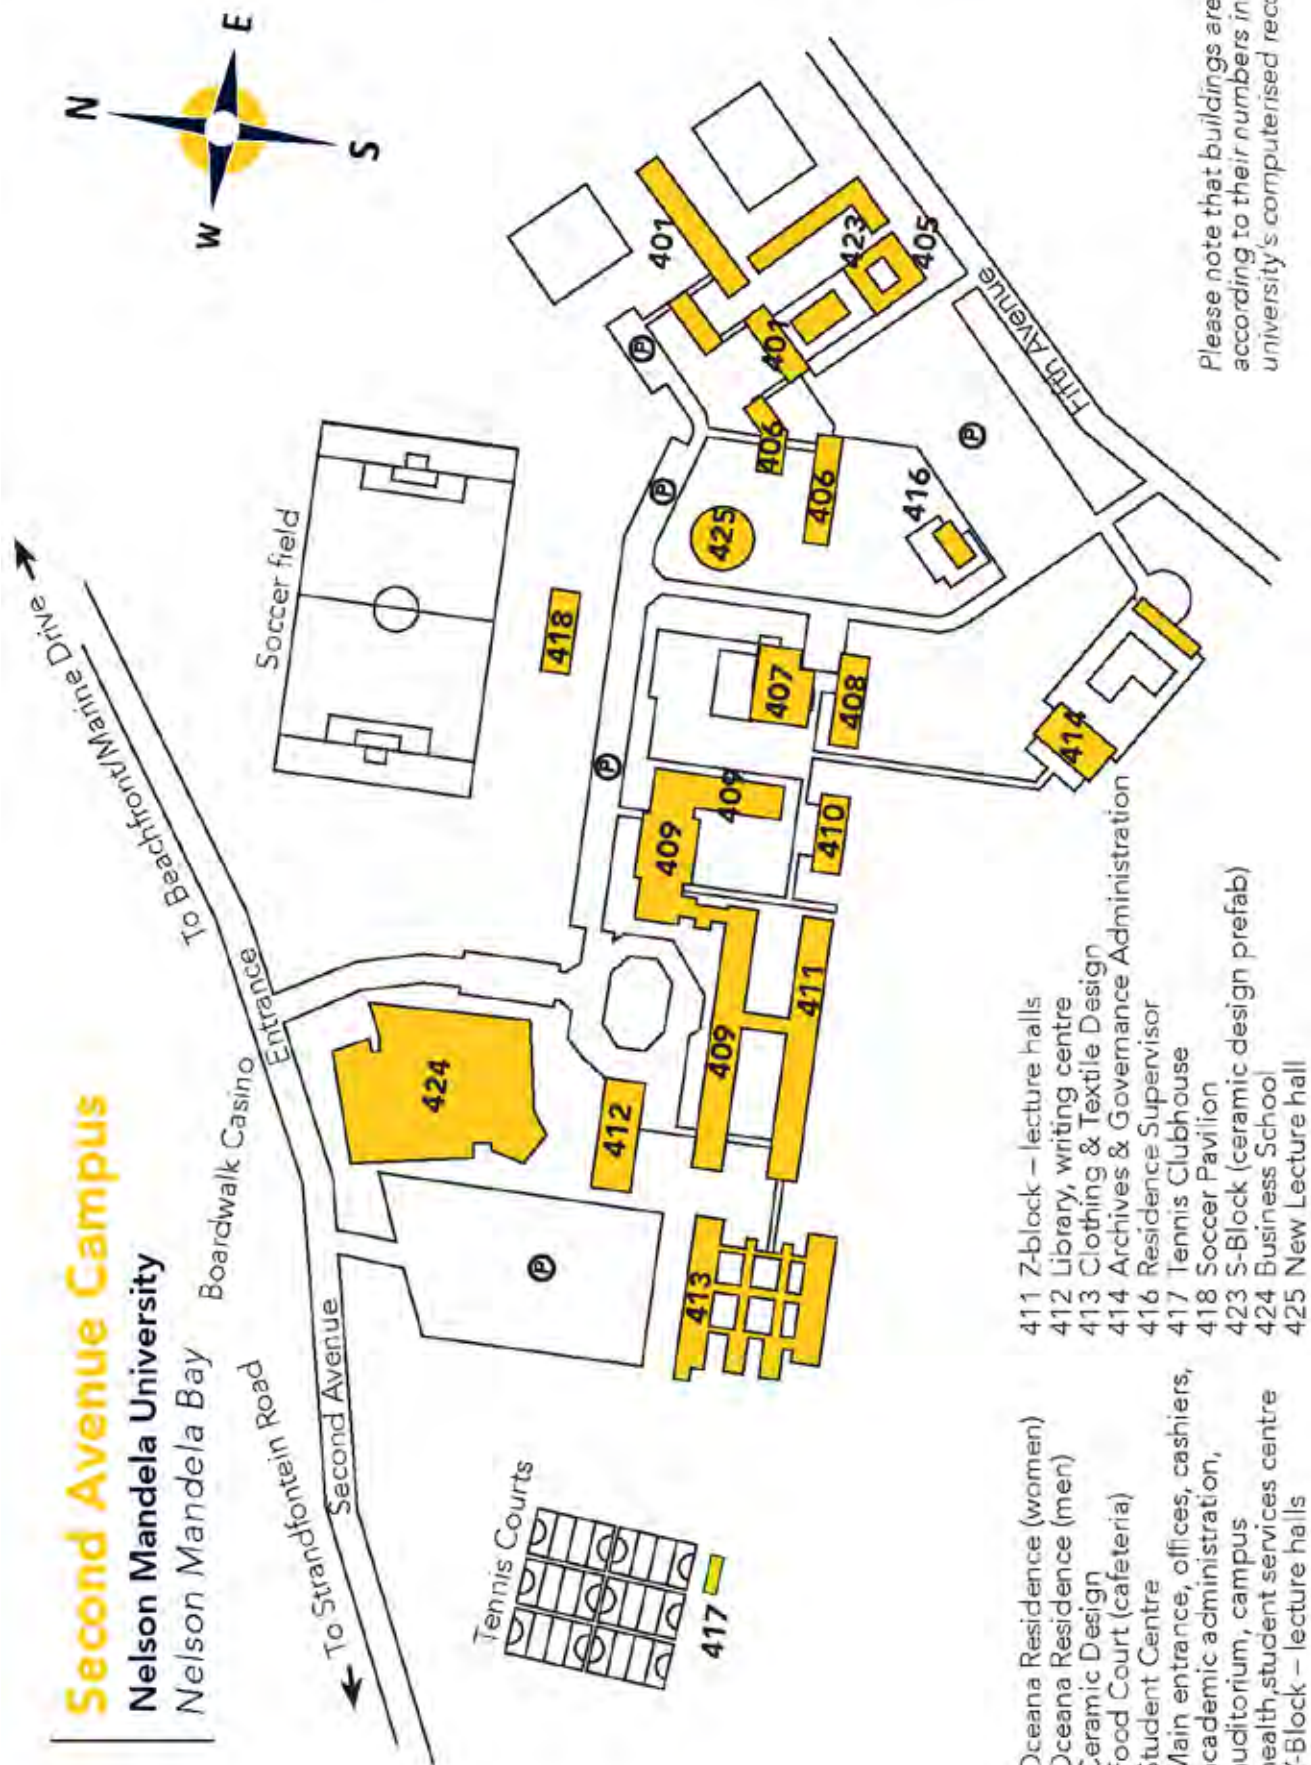 Second Avenue Campus
Nelson Mandela University
Nelson Mandela Bay
N
E
S
W
To Beachfront/Marine Drive
Boardwalk Casino
Entrance
To Strandfontein Road
Second Avenue
Soccer field
Tennis Courts
Fifth Avenue
424
412
418
425
401
401
423
405
406
406
416
407
408
409
409
409
410
411
413
414
417
P
P
P
P
P
Oceana Residence (women)
Oceana Residence (men)
Ceramic Design
Food Court (cafeteria)
Student Centre
Main entrance, offices, cashiers,
academic administration,
auditorium, campus
health,student services centre
-Block – lecture halls
411 Z-block – lecture halls
412 Library, writing centre
413 Clothing & Textile Design
414 Archives & Governance Administration
416 Residence Supervisor
417 Tennis Clubhouse
418 Soccer Pavilion
423 S-Block (ceramic design prefab)
424 Business School
425 New Lecture hall
Please note that buildings are
according to their numbers in
university's computerised reco